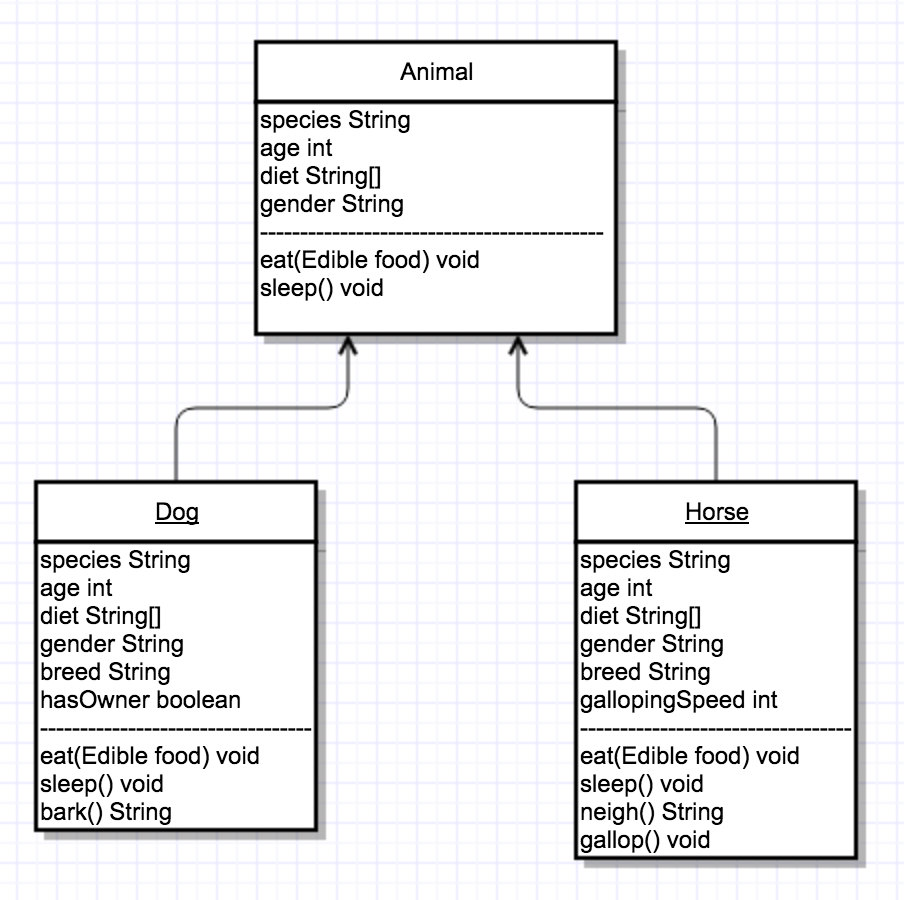 Animal
species String
age int
diet String[]
gender String
-------------------------------------------
eat(Edible food) void
sleep() void
Dog
species String
age int
diet String[]
gender String
breed String
hasOwner boolean
----------------------------------
eat(Edible food) void
sleep() void
bark() String
Horse
species String
age int
diet String[]
gender String
breed String
gallopingSpeed int
----------------------------------
eat(Edible food) void
sleep() void
neigh() String
gallop() void